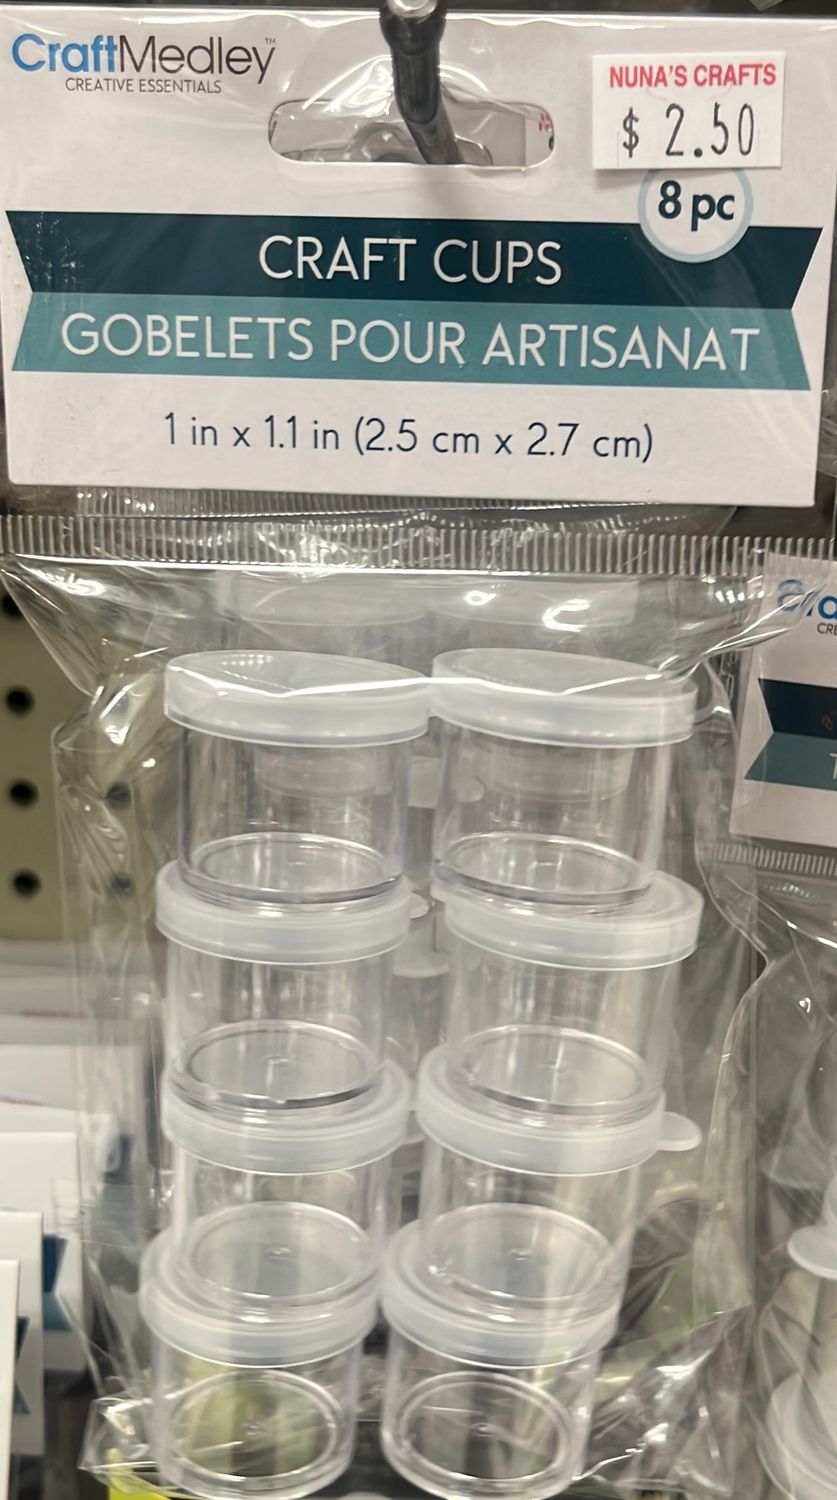 CraftMedley™
CREATIVE ESSENTIALS
NUNA'S CRAFTS
$ 2.50
8 pc
CRAFT CUPS
GOBELETS POUR ARTISANAT
1 in x 1.1 in (2.5 cm x 2.7 cm)